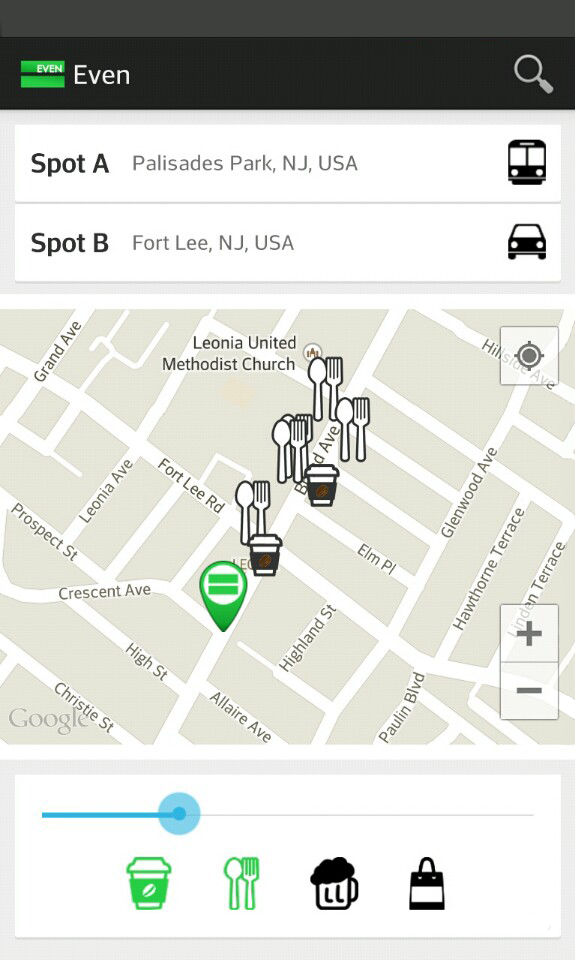 EVEN Even
Spot A Palisades Park, NJ, USA
Spot B Fort Lee, NJ, USA
Grand Ave
Leonia United
Methodist Church
Hillside Ave
Leonia Ave
Fort Lee Rd
Glenwood Ave
Prospect St
Elm Pl
Hawthorne Terrace
Linden Terrace
Crescent Ave
Highland St
High St
Christie St
Allaire Ave
Paulin Blvd
Google